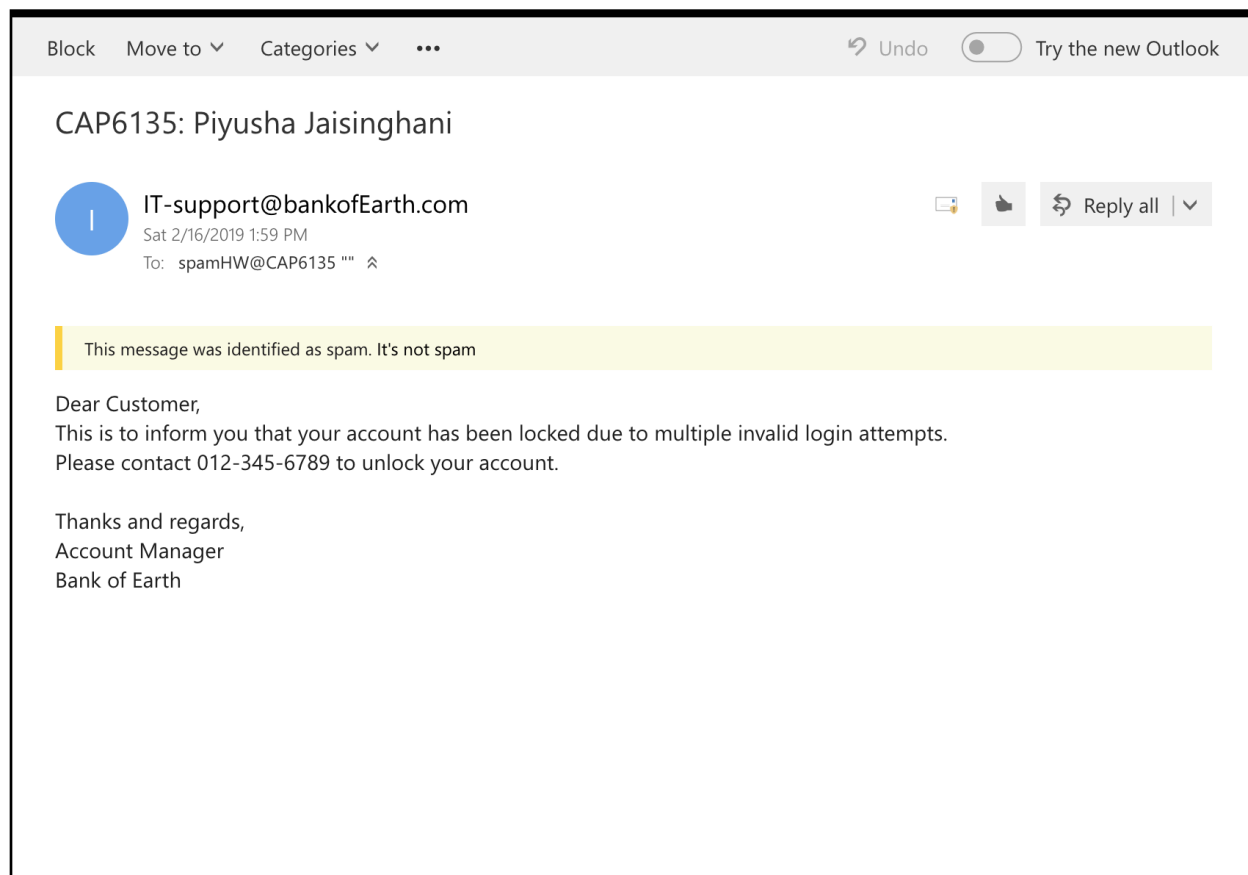 Block Move to Categories ••• Undo Try the new Outlook
CAP6135: Piyusha Jaisinghani
I
IT-support@bankofEarth.com
Reply all
Sat 2/16/2019 1:59 PM
To: spamHW@CAP6135 ""
This message was identified as spam. It's not spam
Dear Customer,
This is to inform you that your account has been locked due to multiple invalid login attempts.
Please contact 012-345-6789 to unlock your account.
Thanks and regards,
Account Manager
Bank of Earth